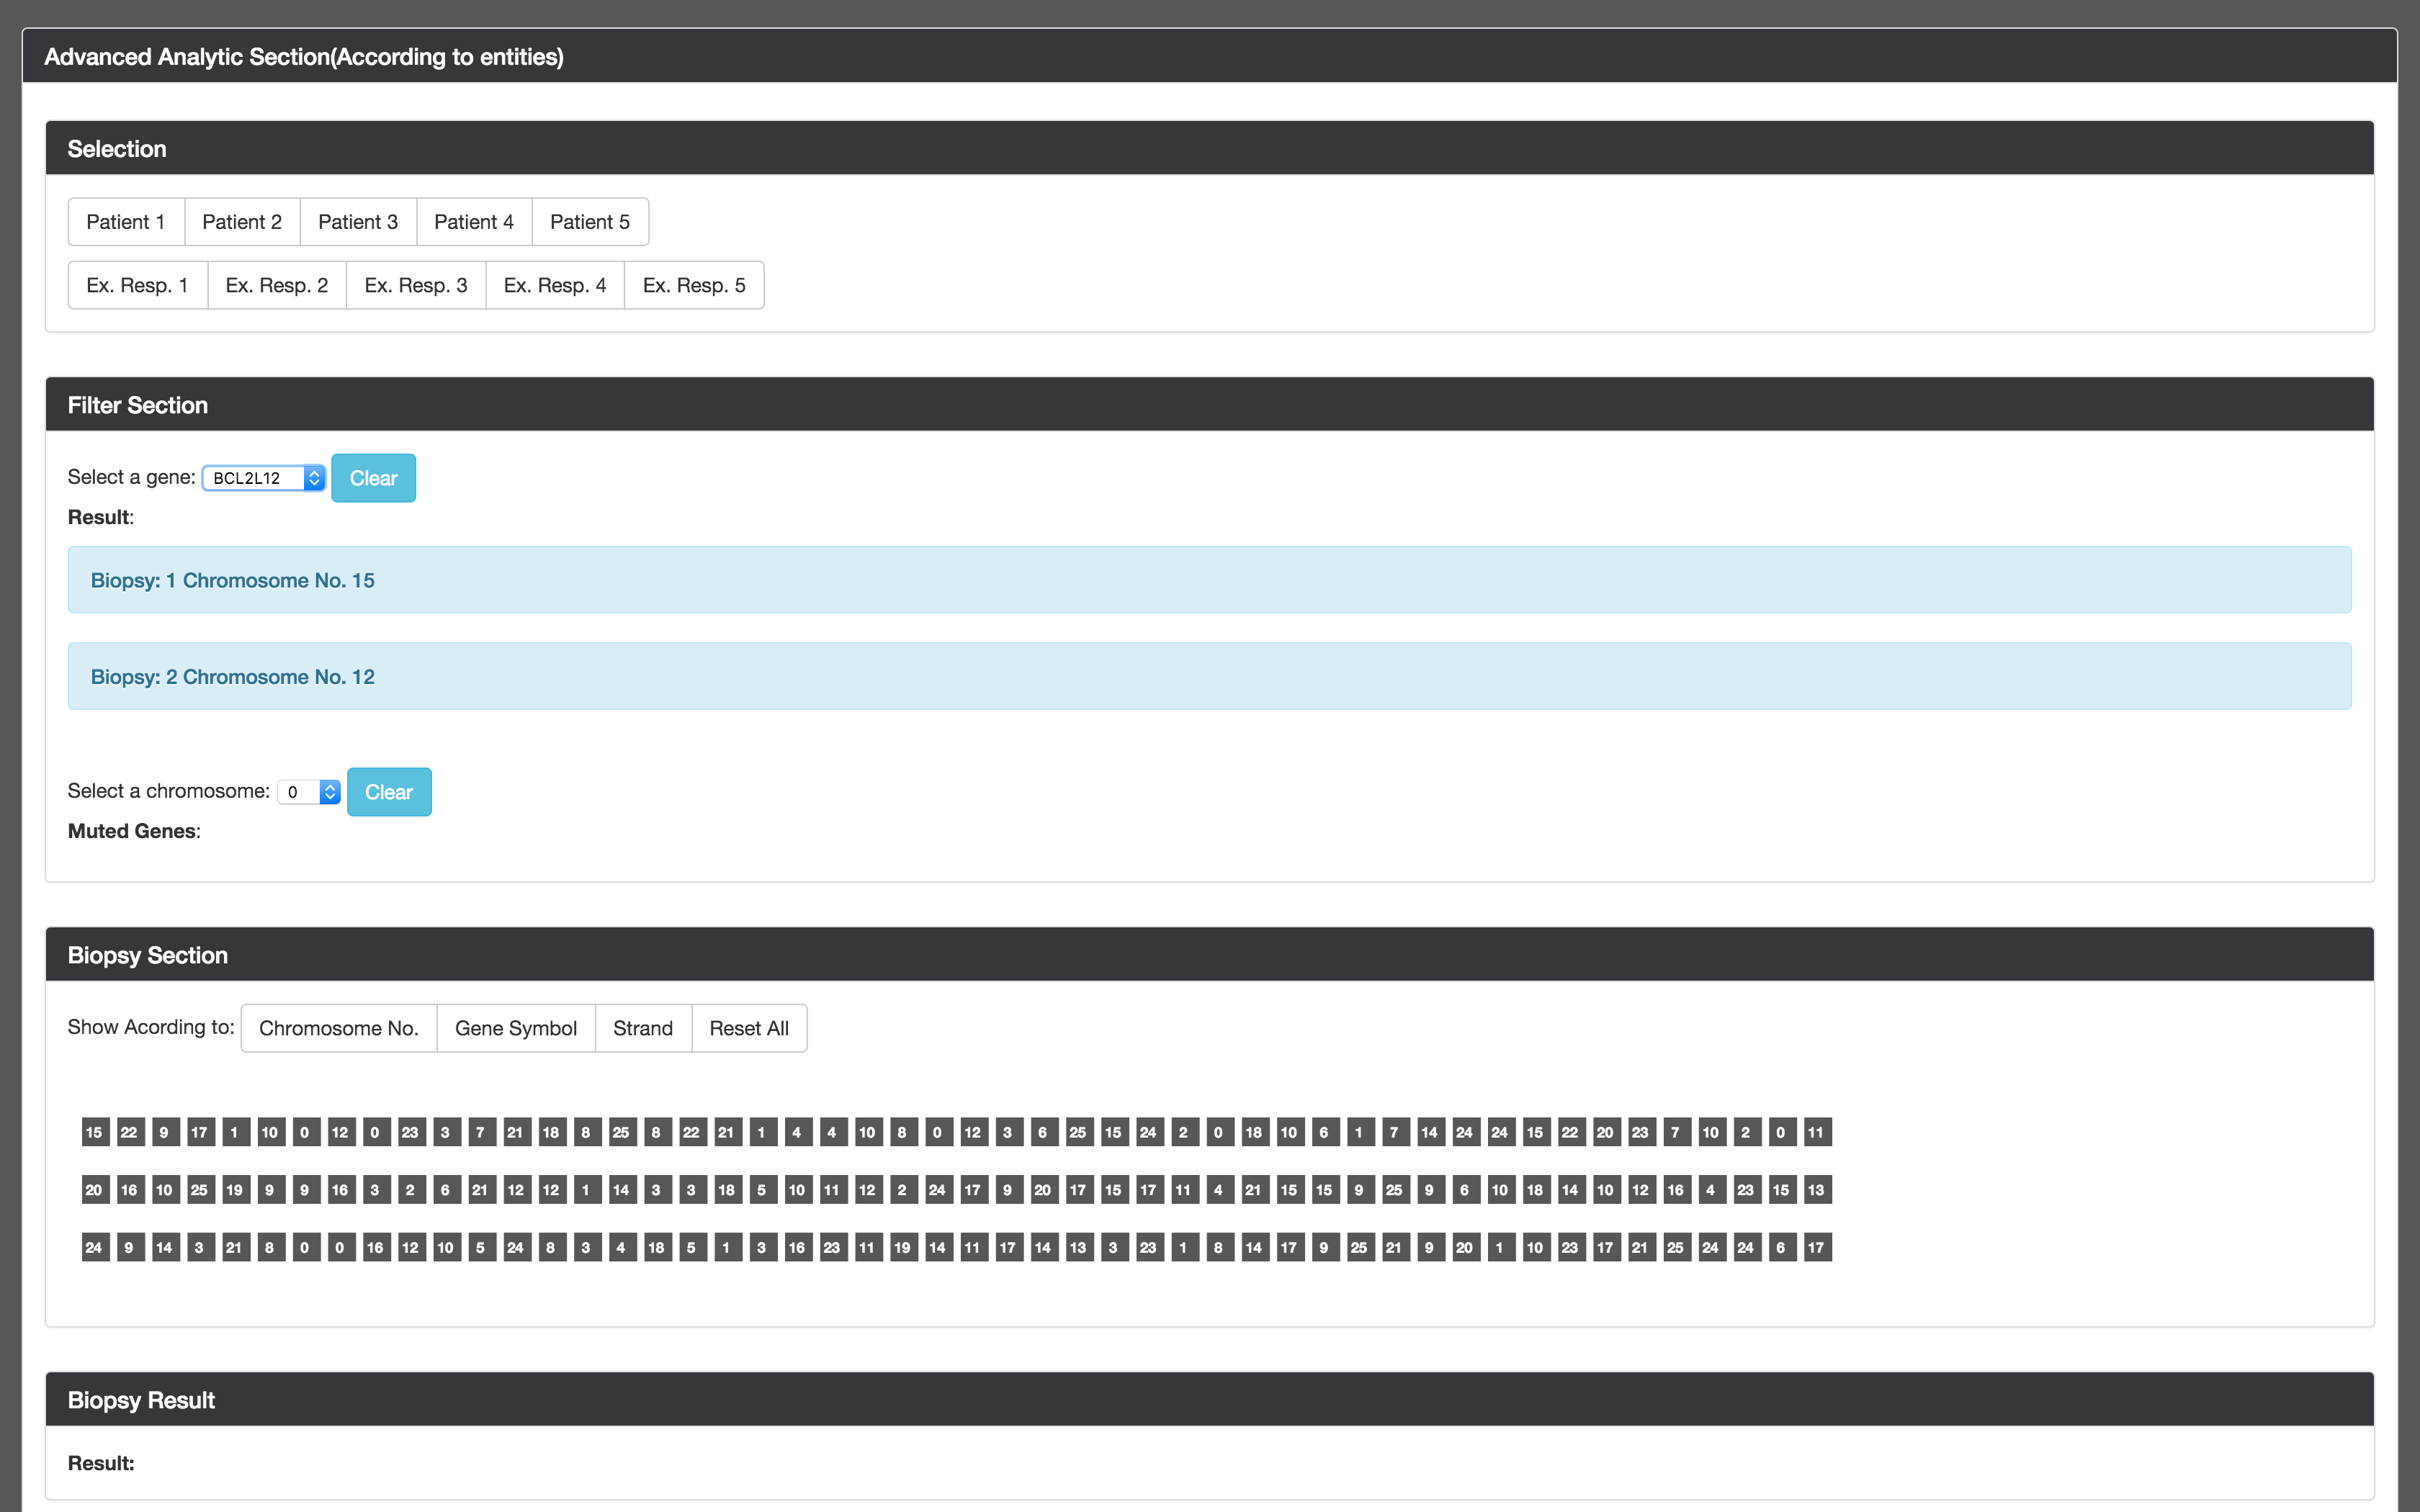 Advanced Analytic Section(According to entities)
Selection
Patient 1 Patient 2 Patient 3 Patient 4 Patient 5
Ex. Resp. 1 Ex. Resp. 2 Ex. Resp. 3 Ex. Resp. 4 Ex. Resp. 5
Filter Section
Select a gene: BCL2L12 Clear
Result:
Biopsy: 1 Chromosome No. 15
Biopsy: 2 Chromosome No. 12
Select a chromosome: 0 Clear
Muted Genes:
Biopsy Section
Show Acording to: Chromosome No. Gene Symbol Strand Reset All
15 22 9 17 1 10 0 12 0 23 3 7 21 18 8 25 8 22 21 1 4 4 10 8 0 12 3 6 25 15 24 2 0 18 10 6 1 7 14 24 24 15 22 20 23 7 10 2 0 11
20 16 10 25 19 9 9 16 3 2 6 21 12 12 1 14 3 3 18 5 10 11 12 2 24 17 9 20 17 15 17 11 4 21 15 15 9 25 9 6 10 18 14 10 12 16 4 23 15 13
24 9 14 3 21 8 0 0 16 12 10 5 24 8 3 4 18 5 1 3 16 23 11 19 14 11 17 14 13 3 23 1 8 14 17 9 25 21 9 20 1 10 23 17 21 25 24 24 6 17
Biopsy Result
Result: